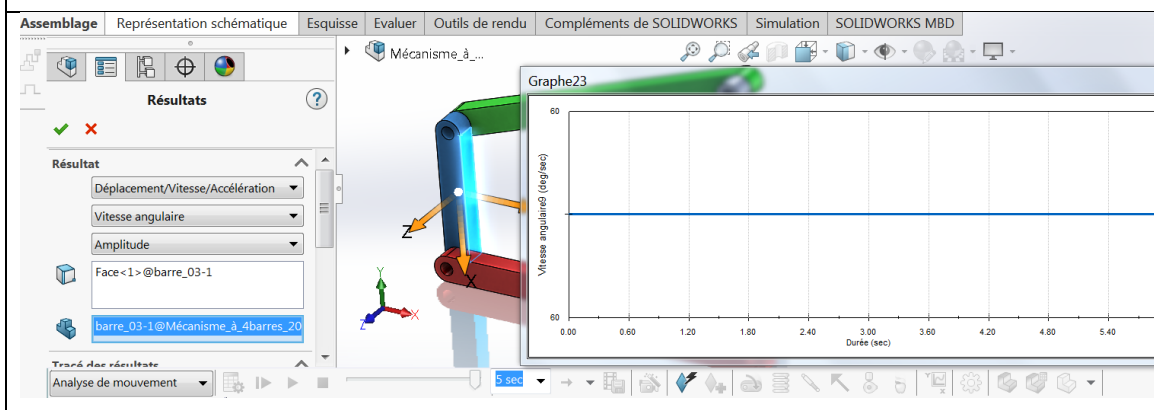 Assemblage Représentation schématique Esquisse Evaluer Outils de rendu Compléments de SOLIDWORKS Simulation SOLIDWORKS MBD
Mécanisme_à_...
Résultats
?
Résultat
Déplacement/Vitesse/Accélération
Vitesse angulaire
Amplitude
Face<1>@barre_03-1
barre_03-1@Mécanisme_à_4barres_20
Tracé des résultats
Analyse de mouvement
5 sec
Z
X
Y
X
Z
Graphe23
60
Vitesse angulaire9 (deg/sec)
60
0.00 0.60 1.20 1.80 2.40 3.00 3.60 4.20 4.80 5.40
Durée (sec)